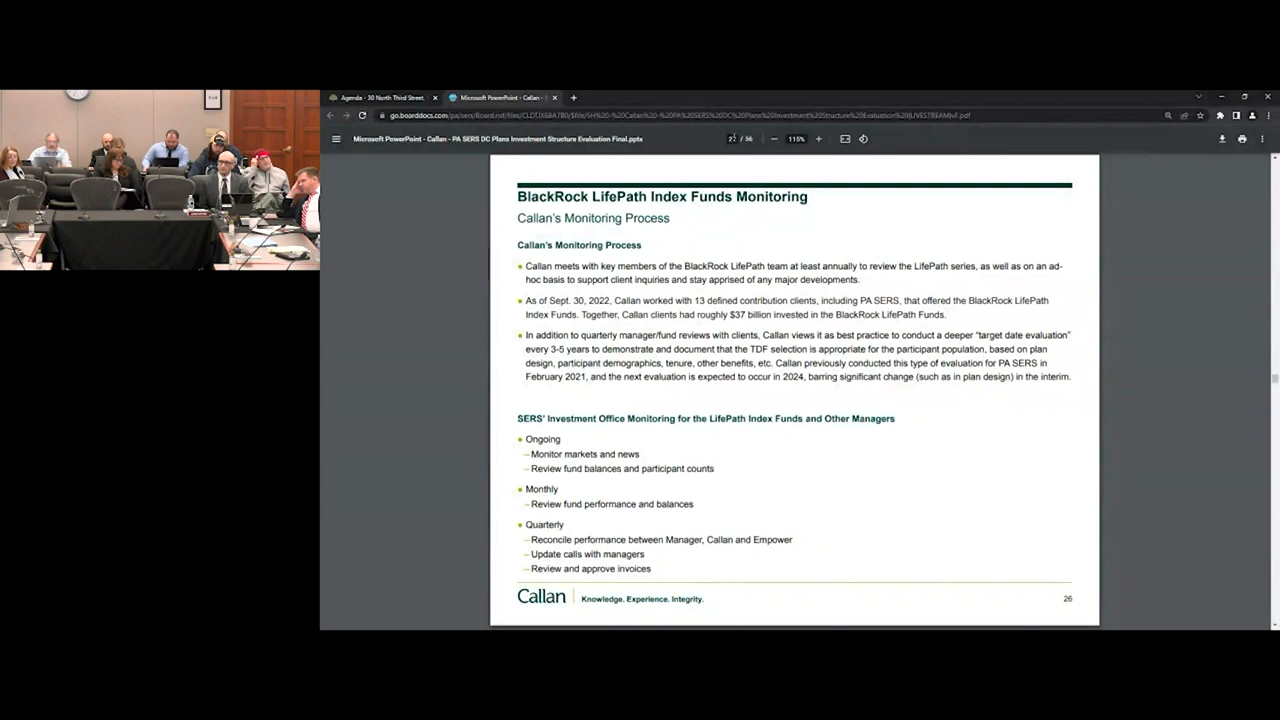 Agenda - 30 North Third Street,
Microsoft PowerPoint - Callan -
Microsoft PowerPoint - Callan - PA SERS DC Plans Investment Structure Evaluation Final.pptx
27 / 56
115%
BlackRock LifePath Index Funds Monitoring
Callan's Monitoring Process
Callan's Monitoring Process
• Callan meets with key members of the BlackRock LifePath team at least annually to review the LifePath series, as well as on an ad-
hoc basis to support client inquiries and stay apprised of any major developments.
• As of Sept. 30, 2022, Callan worked with 13 defined contribution clients, including PA SERS, that offered the BlackRock LifePath
Index Funds. Together, Callan clients had roughly $37 billion invested in the BlackRock LifePath Funds.
• In addition to quarterly manager/fund reviews with clients, Callan views it as best practice to conduct a deeper "target date evaluation"
every 3-5 years to demonstrate and document that the TDF selection is appropriate for the participant population, based on plan
design, participant demographics, tenure, other benefits, etc. Callan previously conducted this type of evaluation for PA SERS in
February 2021, and the next evaluation is expected to occur in 2024, barring significant change (such as in plan design) in the interim.
SERS' Investment Office Monitoring for the LifePath Index Funds and Other Managers
• Ongoing
– Monitor markets and news
– Review fund balances and participant counts
• Monthly
– Review fund performance and balances
• Quarterly
– Reconcile performance between Manager, Callan and Empower
– Update calls with managers
– Review and approve invoices
Callan
Knowledge. Experience. Integrity.
26